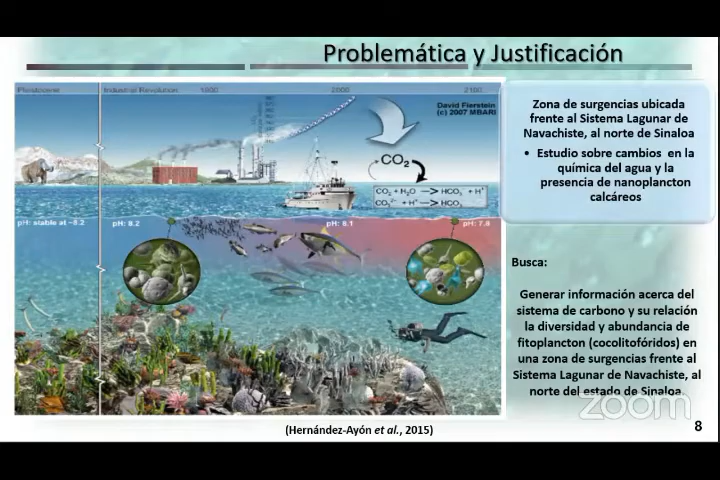 Problemática y Justificación
Pleistocene
Industrial Revolution
1900
2000
2100
David Fierstein
(c) 2007 MBARI
CO₂
CO₂ + H₂O → HCO₃⁻ + H⁺
CO₃²⁻ + H⁺ → HCO₃⁻
pH: stable at ~8.2
pH: 8.2
pH: 8.1
pH: 7.8
Zona de surgencias ubicada
frente al Sistema Lagunar de
Navachiste, al norte de Sinaloa
• Estudio sobre cambios en la
química del agua y la
presencia de nanoplancton
calcáreos
Busca:
Generar información acerca del
sistema de carbono y su relación
la diversidad y abundancia de
fitoplancton (cocolitofóridos) en
una zona de surgencias frente al
Sistema Lagunar de Navachiste, al
norte del estado de Sinaloa.
zoom
(Hernández-Ayón et al., 2015)
8